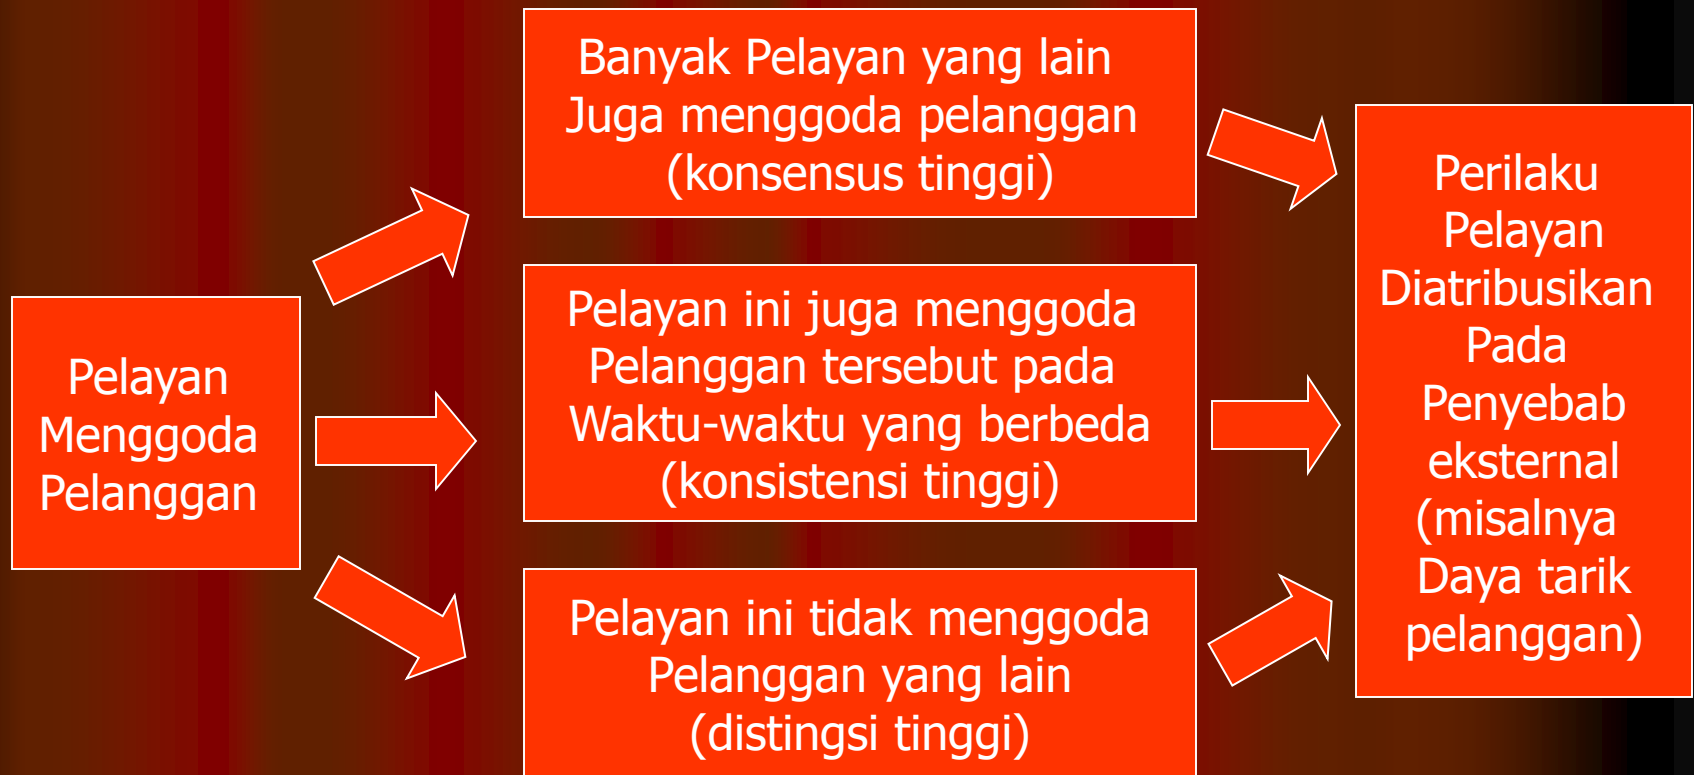 Pelayan
Menggoda
Pelanggan
Banyak Pelayan yang lain
Juga menggoda pelanggan
(konsensus tinggi)
Pelayan ini juga menggoda
Pelanggan tersebut pada
Waktu-waktu yang berbeda
(konsistensi tinggi)
Pelayan ini tidak menggoda
Pelanggan yang lain
(distingsi tinggi)
Perilaku
Pelayan
Diatribusikan
Pada
Penyebab
eksternal
(misalnya
Daya tarik
pelanggan)